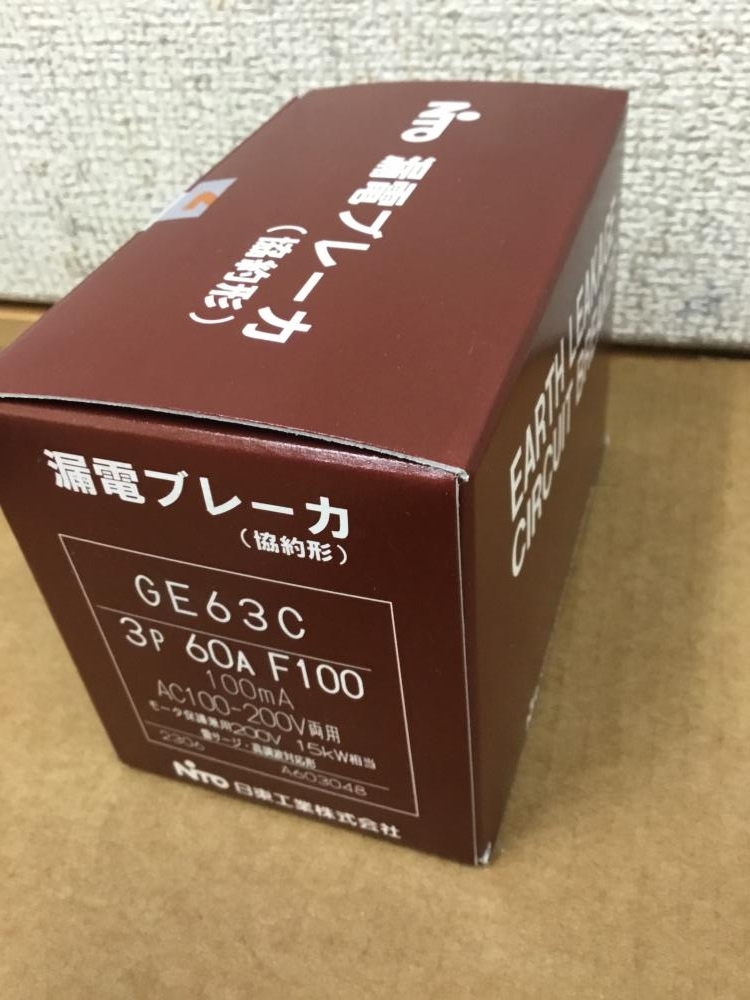 NITO
漏電ブレーカ
(協約形)
EARTH LEAKAGE
CIRCUIT
漏電ブレーカ
(協約形)
GE63C
3P 60A F100
100mA
AC100-200V両用
モータ保護兼用200V 15kW相当
雷サージ・高調波対応形
2306 A603048
NITO 日東工業株式会社